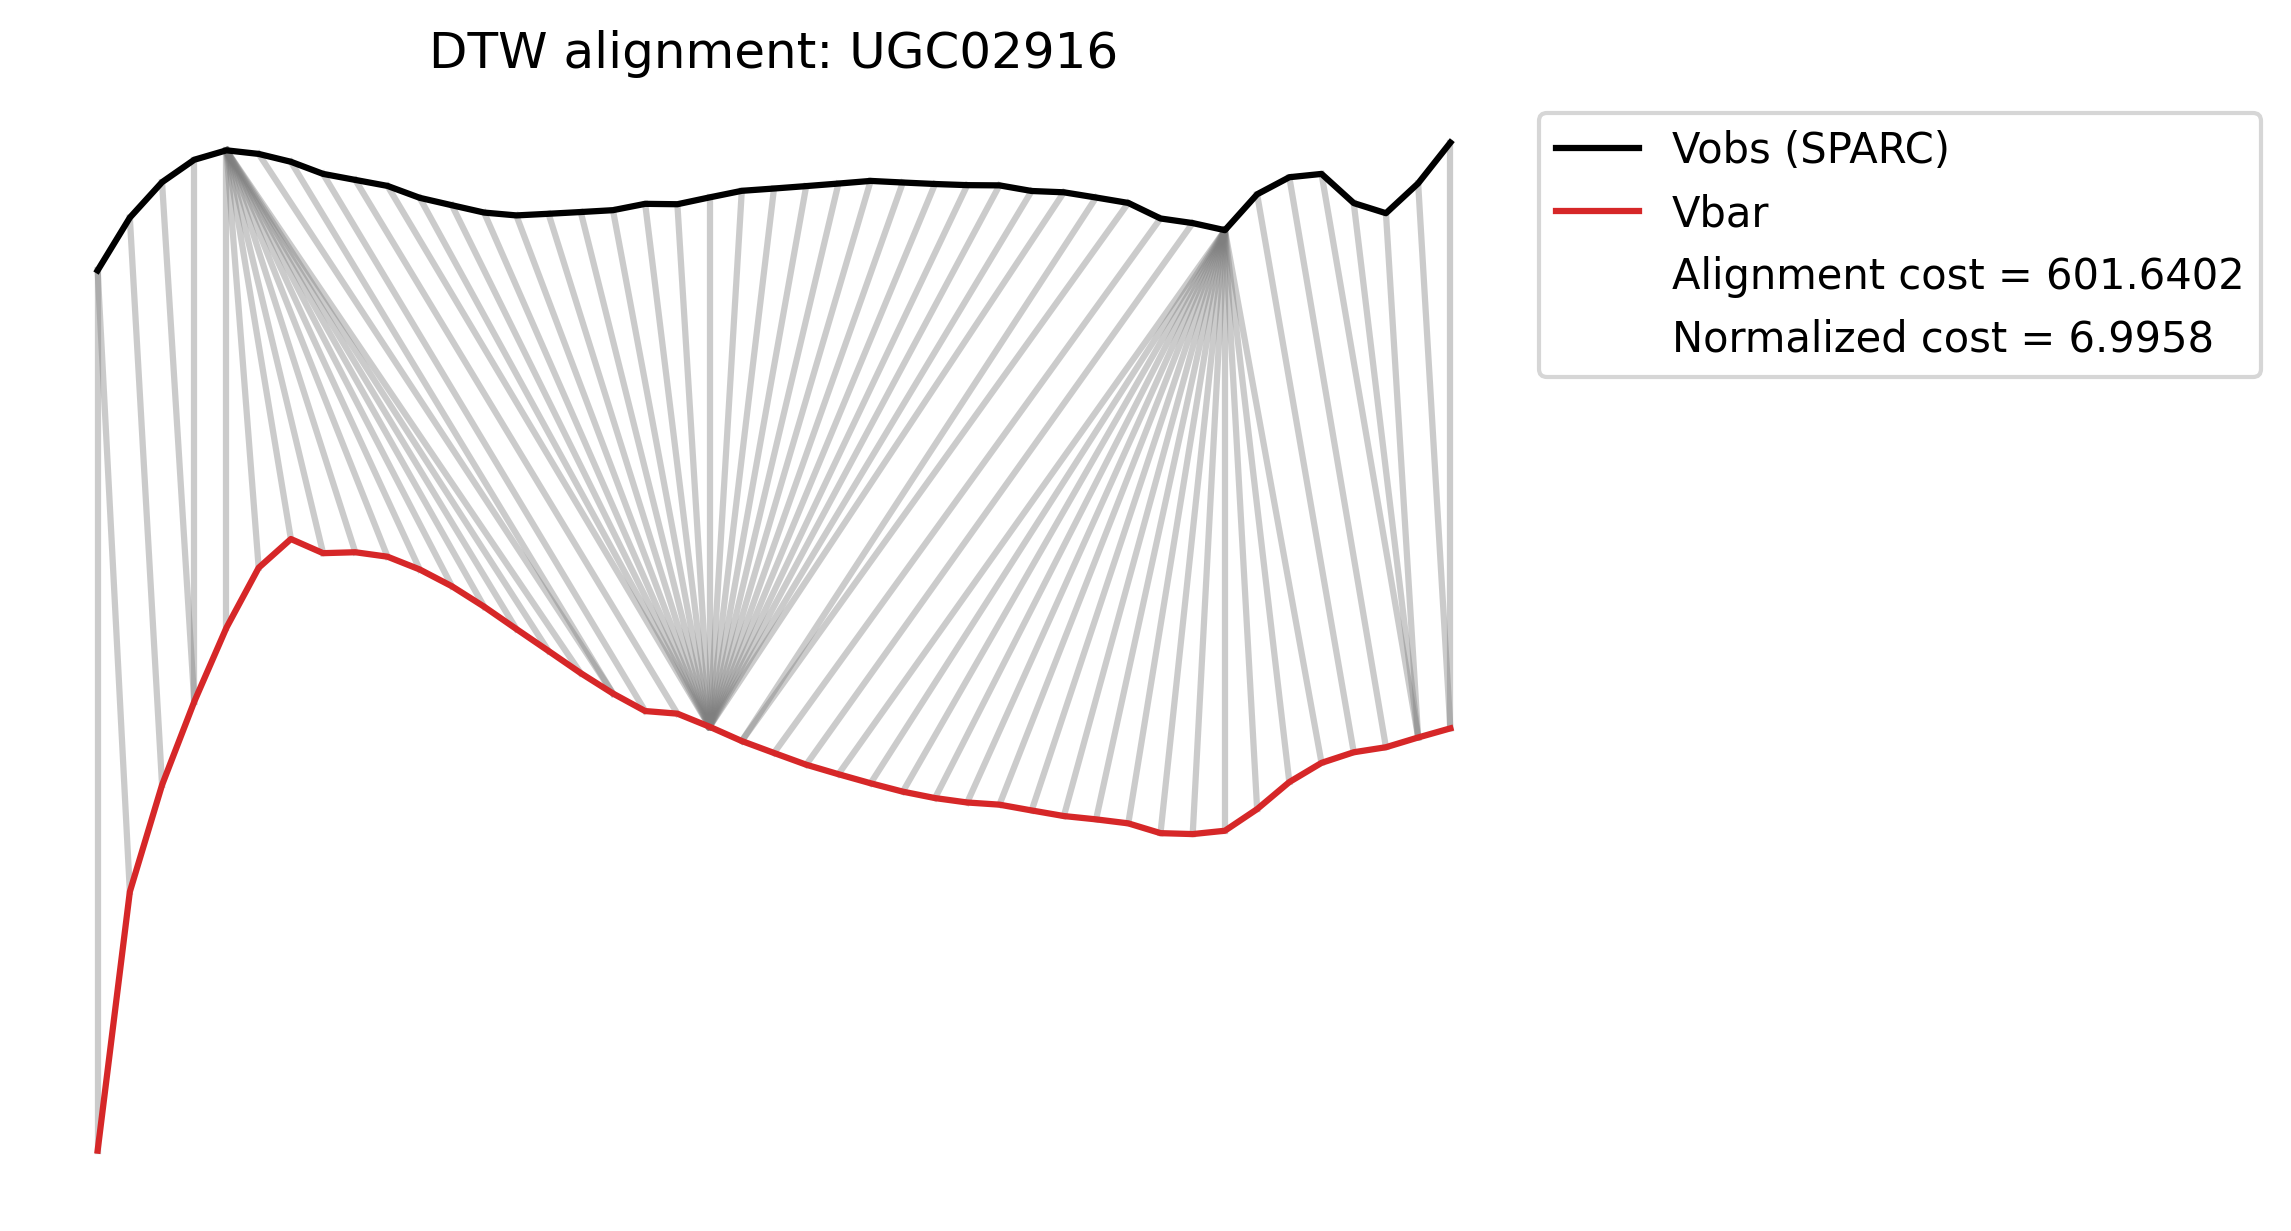 DTW alignment: UGC02916
Vobs (SPARC)
Vbar
Alignment cost = 601.6402
Normalized cost = 6.9958